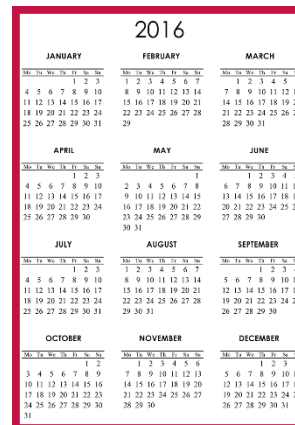 2016
JANUARY
Mo Tu We Th Fr Sa Su
1 2 3
4 5 6 7 8 9 10
11 12 13 14 15 16 17
18 19 20 21 22 23 24
25 26 27 28 29 30 31
FEBRUARY
Mo Tu We Th Fr Sa Su
1 2 3 4 5 6 7
8 9 10 11 12 13 14
15 16 17 18 19 20 21
22 23 24 25 26 27 28
29
MARCH
Mo Tu We Th Fr Sa
1 2 3 4 5
7 8 9 10 11 12
14 15 16 17 18 19
21 22 23 24 25 26
28 29 30 31
APRIL
Mo Tu We Th Fr Sa Su
1 2 3
4 5 6 7 8 9 10
11 12 13 14 15 16 17
18 19 20 21 22 23 24
25 26 27 28 29 30
MAY
Mo Tu We Th Fr Sa Su
1
2 3 4 5 6 7 8
9 10 11 12 13 14 15
16 17 18 19 20 21 22
23 24 25 26 27 28 29
30 31
JUNE
Mo Tu We Th Fr Sa
1 2 3 4
6 7 8 9 10 11
13 14 15 16 17 18
20 21 22 23 24 25
27 28 29 30
JULY
Mo Tu We Th Fr Sa Su
1 2 3
4 5 6 7 8 9 10
11 12 13 14 15 16 17
18 19 20 21 22 23 24
25 26 27 28 29 30 31
AUGUST
Mo Tu We Th Fr Sa Su
1 2 3 4 5 6 7
8 9 10 11 12 13 14
15 16 17 18 19 20 21
22 23 24 25 26 27 28
29 30 31
SEPTEMBER
Mo Tu We Th Fr Sa
1 2 3
5 6 7 8 9 10
12 13 14 15 16 17
19 20 21 22 23 24
26 27 28 29 30
OCTOBER
Mo Tu We Th Fr Sa Su
1 2
3 4 5 6 7 8 9
10 11 12 13 14 15 16
17 18 19 20 21 22 23
24 25 26 27 28 29 30
31
NOVEMBER
Mo Tu We Th Fr Sa Su
1 2 3 4 5 6
7 8 9 10 11 12 13
14 15 16 17 18 19 20
21 22 23 24 25 26 27
28 29 30
DECEMBER
Mo Tu We Th Fr Sa
1 2 3
5 6 7 8 9 10
12 13 14 15 16 17
19 20 21 22 23 24
26 27 28 29 30 31